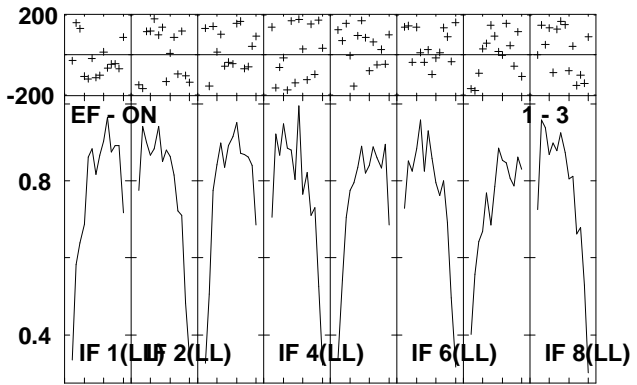 200
-200
EF - ON 1 - 3
0.8
0.4
IF 1(LL) IF 2(LL) IF 4(LL) IF 6(LL) IF 8(LL)